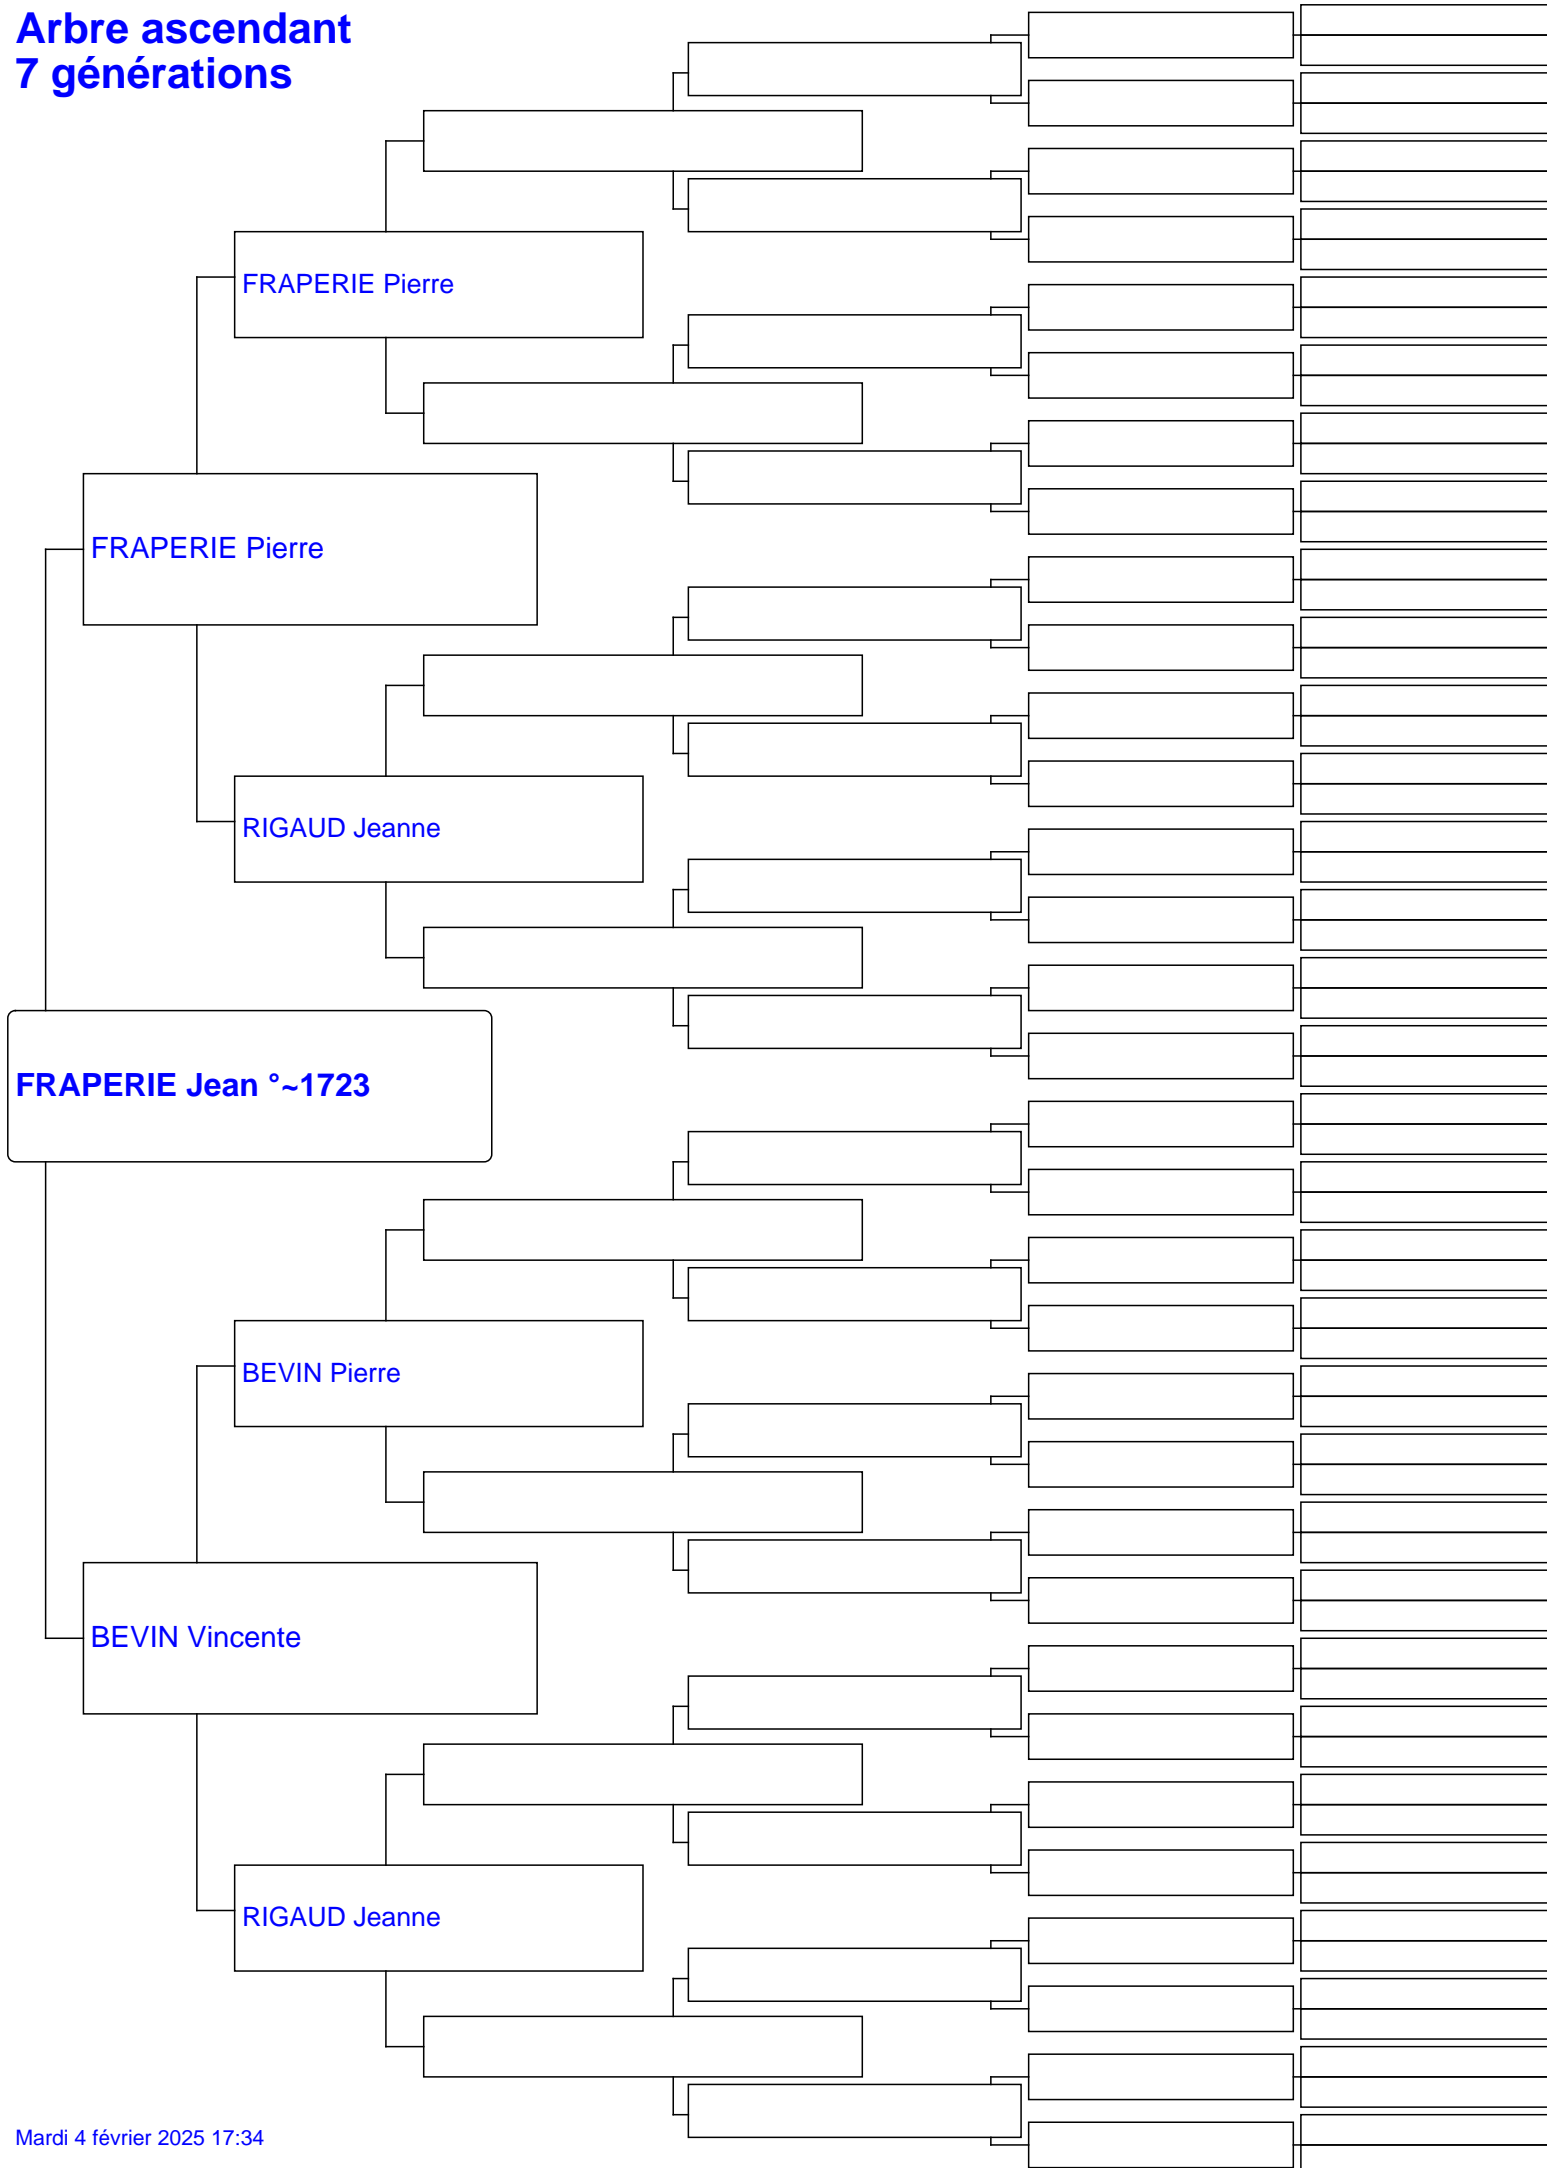 Arbre ascendant
7 générations
FRAPERIE Pierre
FRAPERIE Pierre
RIGAUD Jeanne
FRAPERIE Jean °~1723
BEVIN Pierre
BEVIN Vincente
RIGAUD Jeanne
Mardi 4 février 2025 17:34